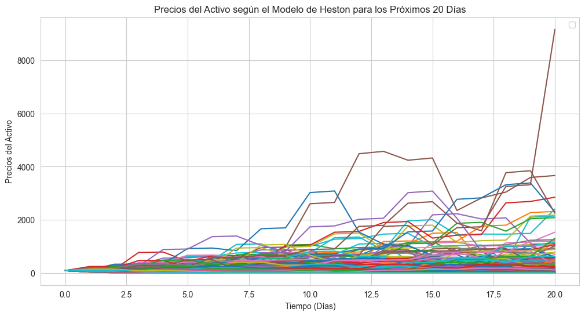 Precios del Activo según el Modelo de Heston para los Próximos 20 Días
Precios del Activo
8000
6000
4000
2000
0
0.0 2.5 5.0 7.5 10.0 12.5 15.0 17.5 20.0
Tiempo (Días)